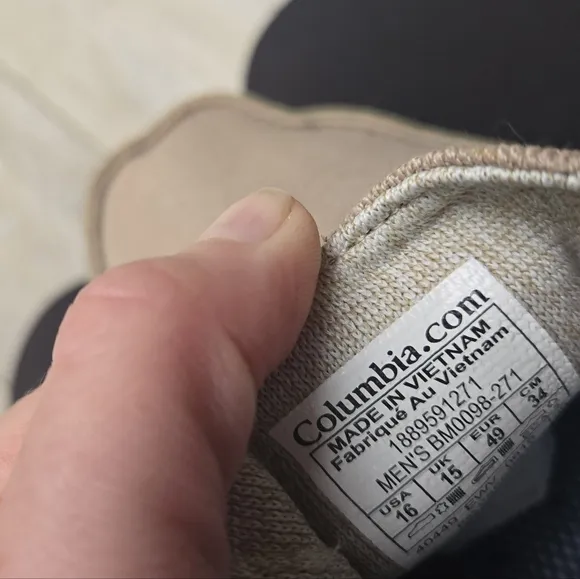 Columbia.com
MADE IN VIETNAM
Fabriqué Au Vietnam
1889591271
MEN'S BM0098-271
USA UK EUR CM
16 15 49 34